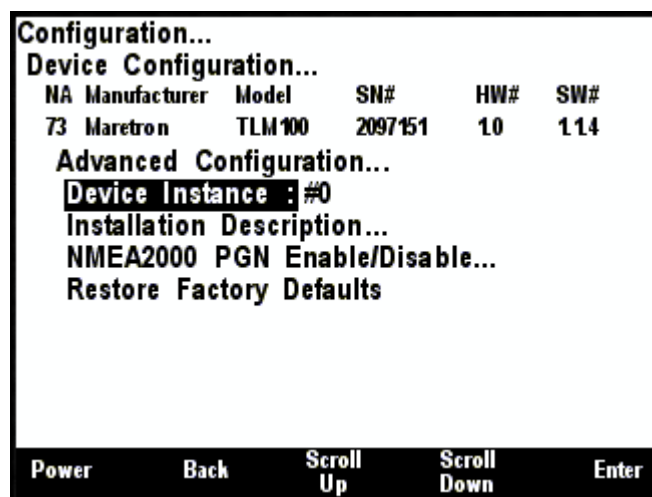 Configuration...
Device Configuration...
NA Manufacturer Model SN# HW# SW#
73 Maretron TLM100 2097151 1.0 1.1.4
Advanced Configuration...
Device Instance : #0
Installation Description...
NMEA2000 PGN Enable/Disable...
Restore Factory Defaults
Power Back Scroll Up Scroll Down Enter